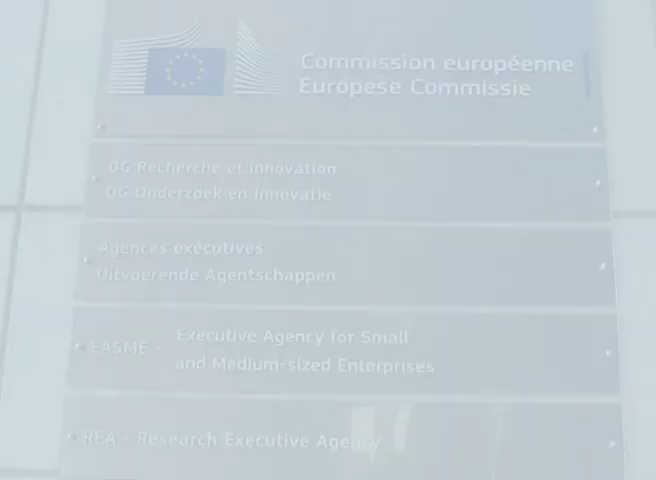 Commission européenne
Europese Commissie
DG Recherche et Innovation
DG Onderzoek en Innovatie
Agences exécutives
Uitvoerende Agentschappen
EASME - Executive Agency for Small
and Medium-sized Enterprises
REA - Research Executive Agency